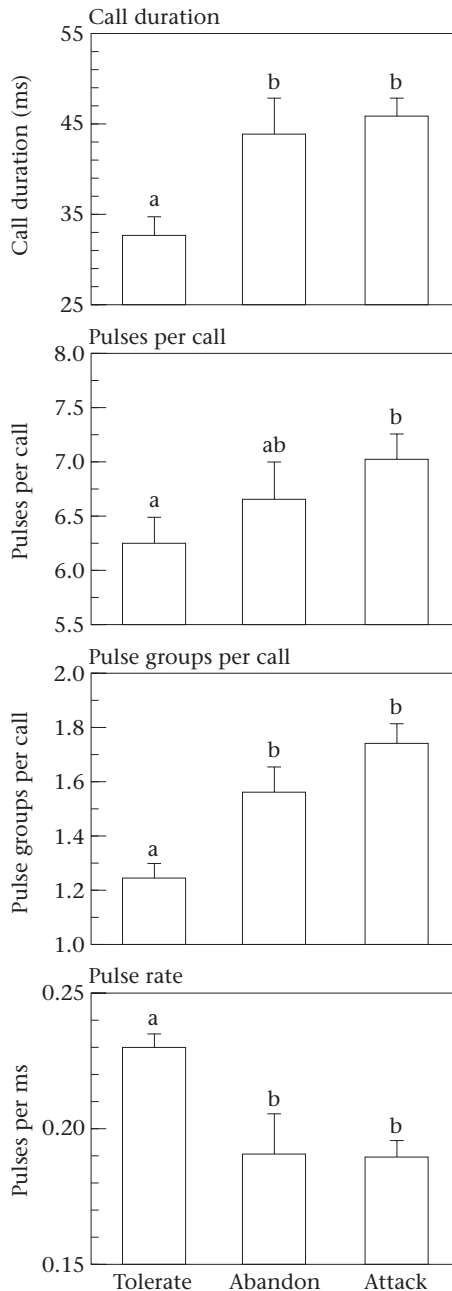 Call duration
55
45
35
25
Call duration (ms)
a
b
b
Pulses per call
8.0
7.5
7.0
6.5
6.0
5.5
Pulses per call
a
ab
b
Pulse groups per call
2.0
1.8
1.6
1.4
1.2
1.0
Pulse groups per call
a
b
b
Pulse rate
0.25
0.20
0.15
Pulses per ms
a
b
b
Tolerate Abandon Attack